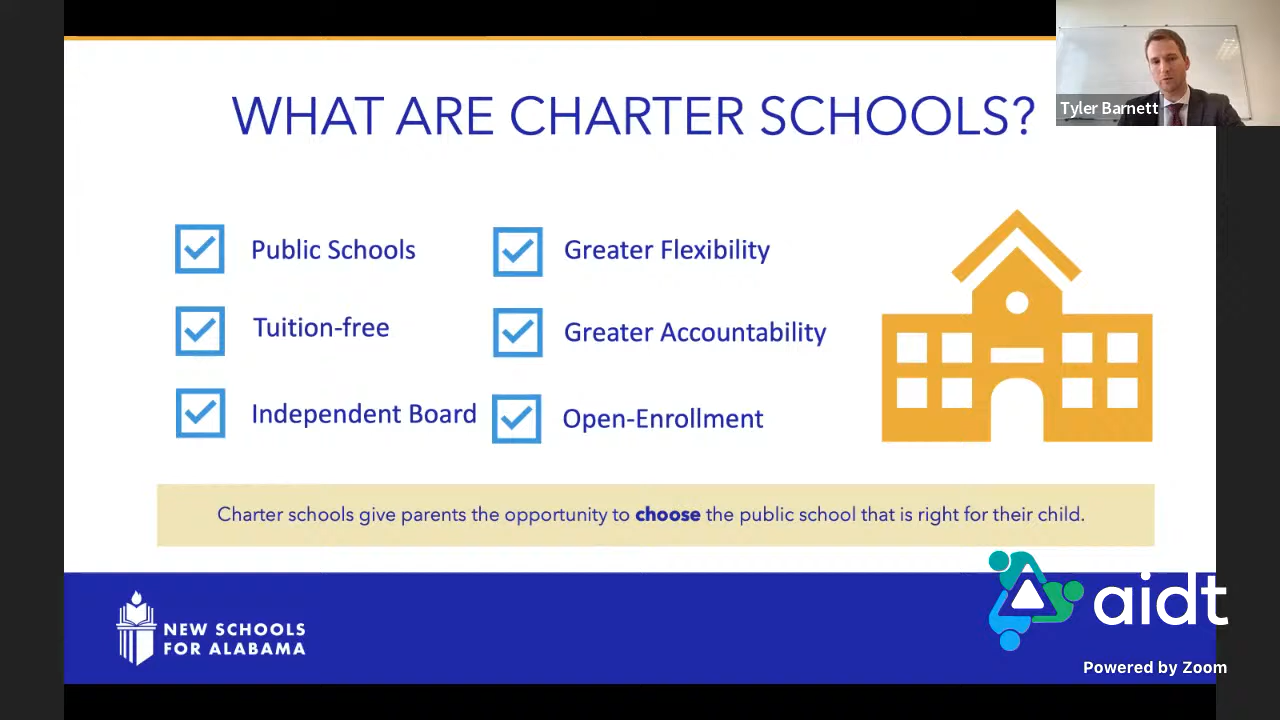 WHAT ARE CHARTER SCHOOLS?
Tyler Barnett
Public Schools
Tuition-free
Independent Board
Greater Flexibility
Greater Accountability
Open-Enrollment
Charter schools give parents the opportunity to choose the public school that is right for their child.
NEW SCHOOLS
FOR ALABAMA
aidt
Powered by Zoom